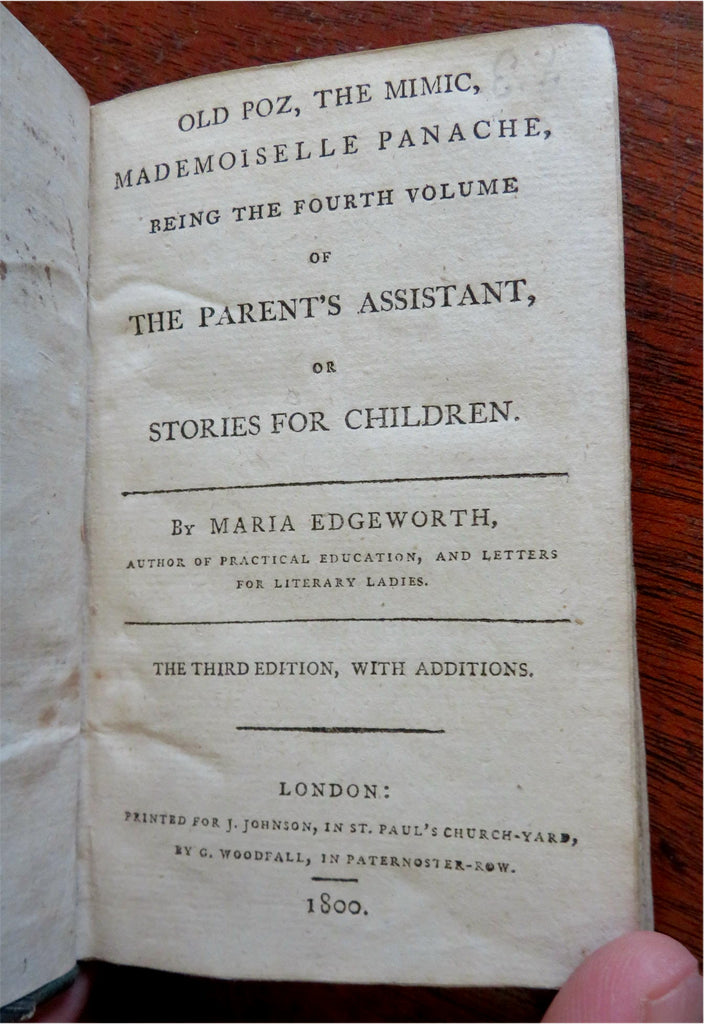 OLD POZ, THE MIMIC,
MADEMOISELLE PANACHE,
BEING THE FOURTH VOLUME
OF
THE PARENT'S ASSISTANT,
OR
STORIES FOR CHILDREN.
By MARIA EDGEWORTH,
AUTHOR OF PRACTICAL EDUCATION, AND LETTERS
FOR LITERARY LADIES.
THE THIRD EDITION, WITH ADDITIONS.
LONDON:
PRINTED FOR J. JOHNSON, IN ST. PAUL'S CHURCH-YARD,
BY G. WOODFALL, IN PATERNOSTER-ROW.
1800.